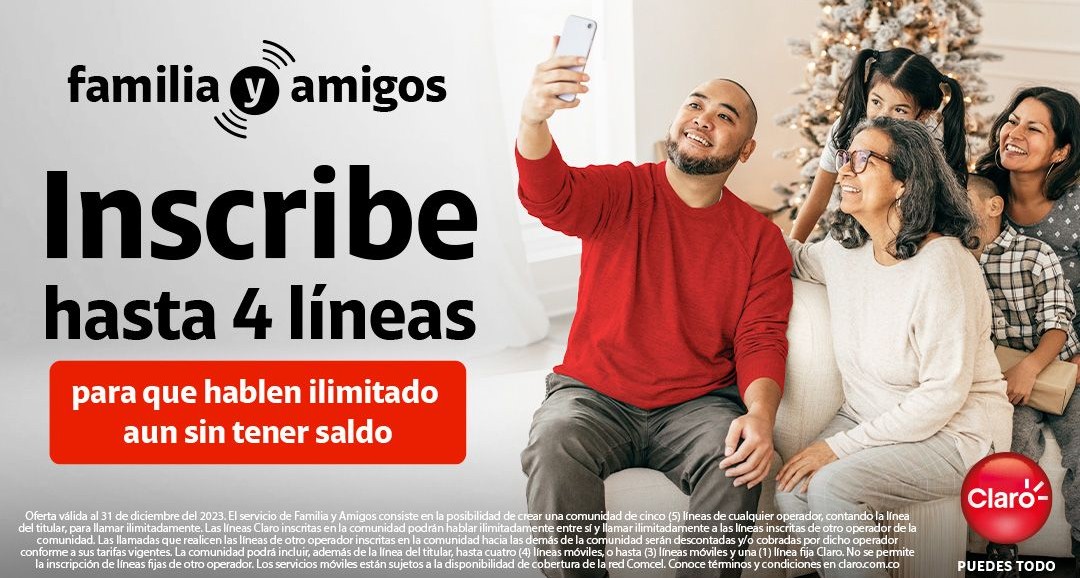 familia y amigos
Inscribe
hasta 4 líneas
para que hablen ilimitado
aun sin tener saldo
Oferta válida al 31 de diciembre del 2023. El servicio de Familia y Amigos consiste en la posibilidad de crear una comunidad de cinco (5) líneas de cualquier operador, contando la línea
del titular, para llamar ilimitadamente. Las líneas Claro inscritas en la comunidad podrán hablar ilimitadamente entre sí y llamar ilimitadamente a las líneas inscritas de otro operador de la
comunidad. Las llamadas que realicen las líneas de otro operador inscritas en la comunidad hacia las demás de la comunidad serán descontadas y/o cobradas por dicho operador
conforme a sus tarifas vigentes. La comunidad podrá incluir, además de la línea del titular, hasta cuatro (4) líneas móviles, o hasta (3) líneas móviles y una (1) línea fija Claro. No se permite
la inscripción de líneas fijas de otro operador. Los servicios móviles están sujetos a la disponibilidad de cobertura de la red Comcel. Conoce términos y condiciones en claro.com.co
Claro
PUEDES TODO